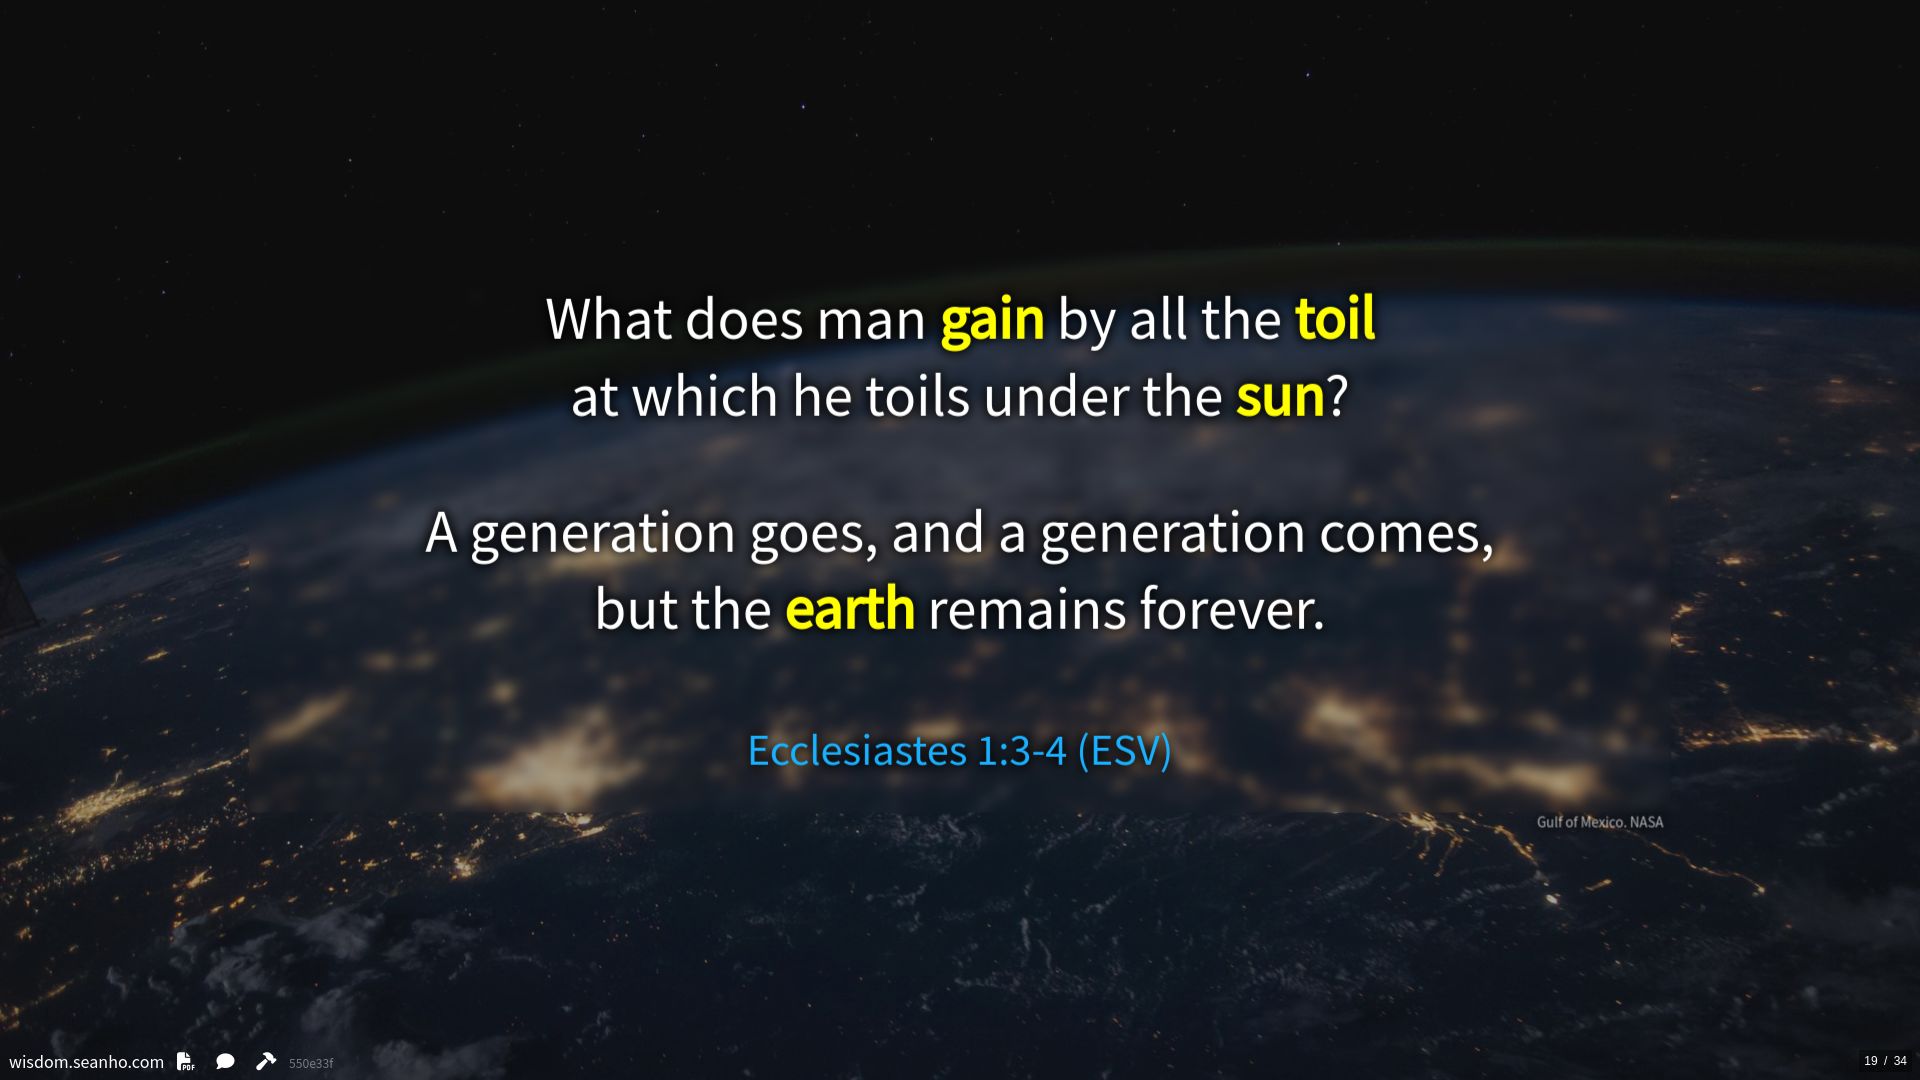 What does man gain by all the toil
at which he toils under the sun?
A generation goes, and a generation comes,
but the earth remains forever.
Ecclesiastes 1:3-4 (ESV)
Gulf of Mexico. NASA
wisdom.seanho.com PDF 550e33f
19 / 34